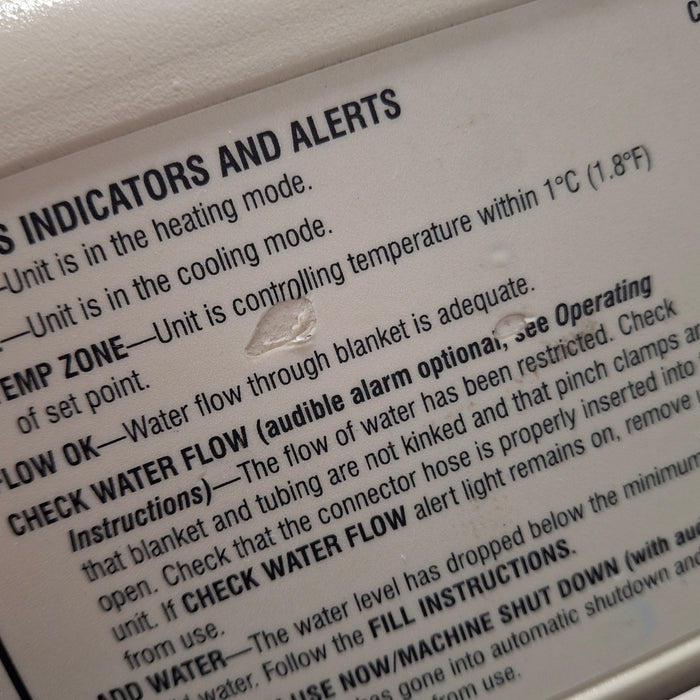 S INDICATORS AND ALERTS
—Unit is in the heating mode.
—Unit is in the cooling mode.
TEMP ZONE—Unit is controlling temperature within 1°C (1.8°F)
of set point.
FLOW OK—Water flow through blanket is adequate.
CHECK WATER FLOW (audible alarm optional, see Operating
Instructions)—The flow of water has been restricted. Check
that blanket and tubing are not kinked and that pinch clamps
open. Check that the connector hose is properly inserted into
unit. If CHECK WATER FLOW alert light remains on, remove
from use.
ADD WATER—The water level has dropped below the minimum
water. Follow the FILL INSTRUCTIONS.
USE NOW/MACHINE SHUT DOWN (with
has gone into automatic shutdown and
from use.